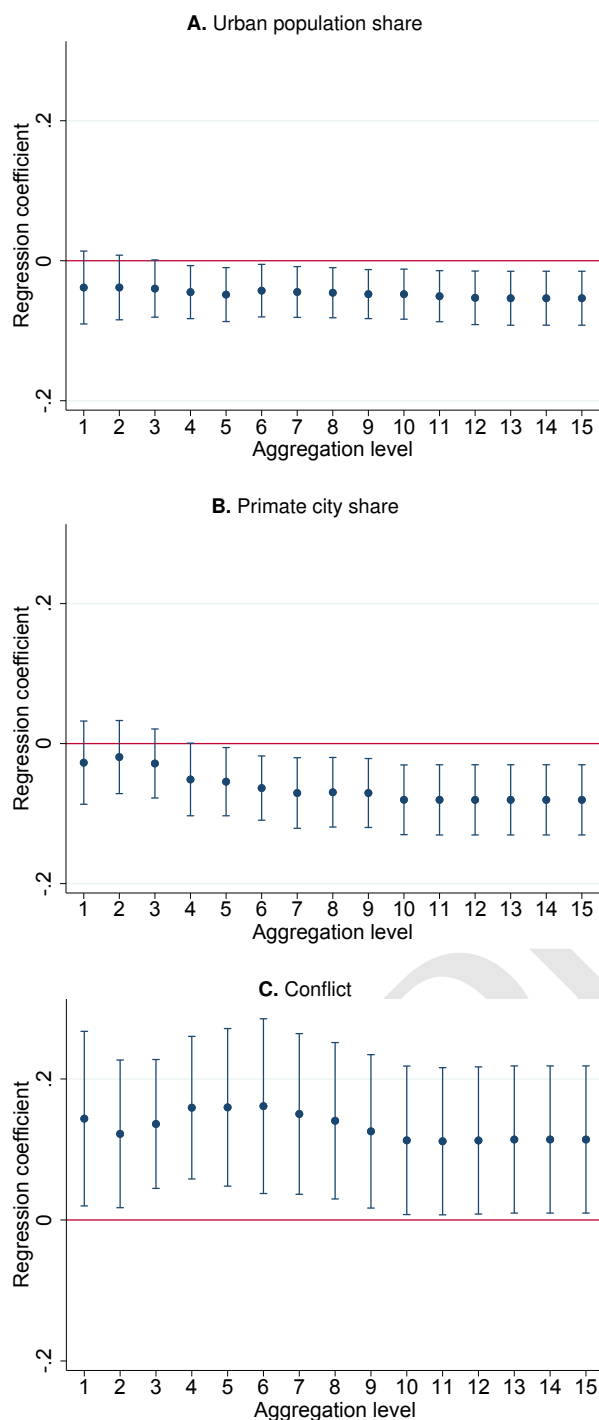 A. Urban population share
Regression coefficient
.2
0
-.2
1 2 3 4 5 6 7 8 9 10 11 12 13 14 15
Aggregation level
B. Primate city share
Regression coefficient
.2
0
-.2
1 2 3 4 5 6 7 8 9 10 11 12 13 14 15
Aggregation level
C. Conflict
Regression coefficient
.2
0
-.2
1 2 3 4 5 6 7 8 9 10 11 12 13 14 15
Aggregation level